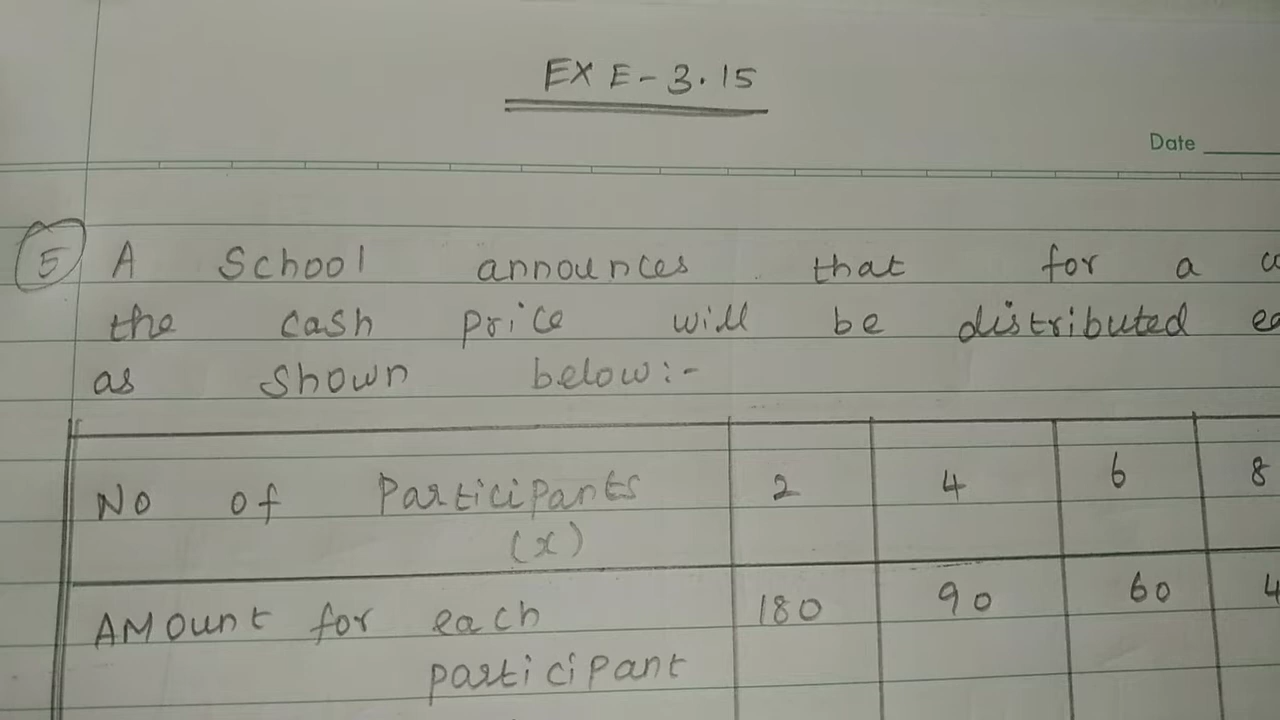 EXE-3.15
Date
5 A School announces that for a
the cash price will be distributed
as shown below:-
No of Participants 2 4 6 8
(x)
AMount for each 180 90 60
participant